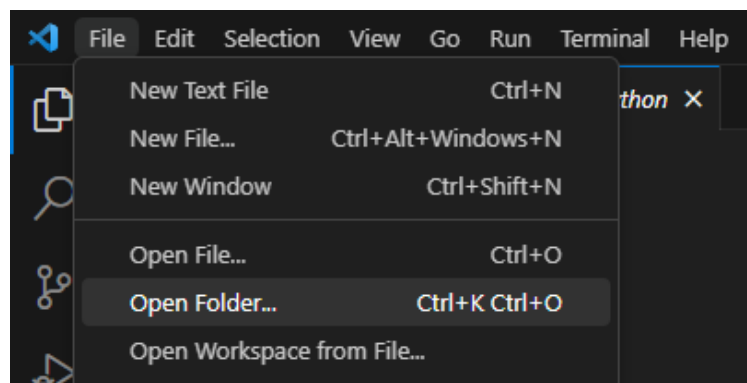 File Edit Selection View Go Run Terminal Help
thon ×
New Text File Ctrl+N
New File... Ctrl+Alt+Windows+N
New Window Ctrl+Shift+N
Open File... Ctrl+O
Open Folder... Ctrl+K Ctrl+O
Open Workspace from File...